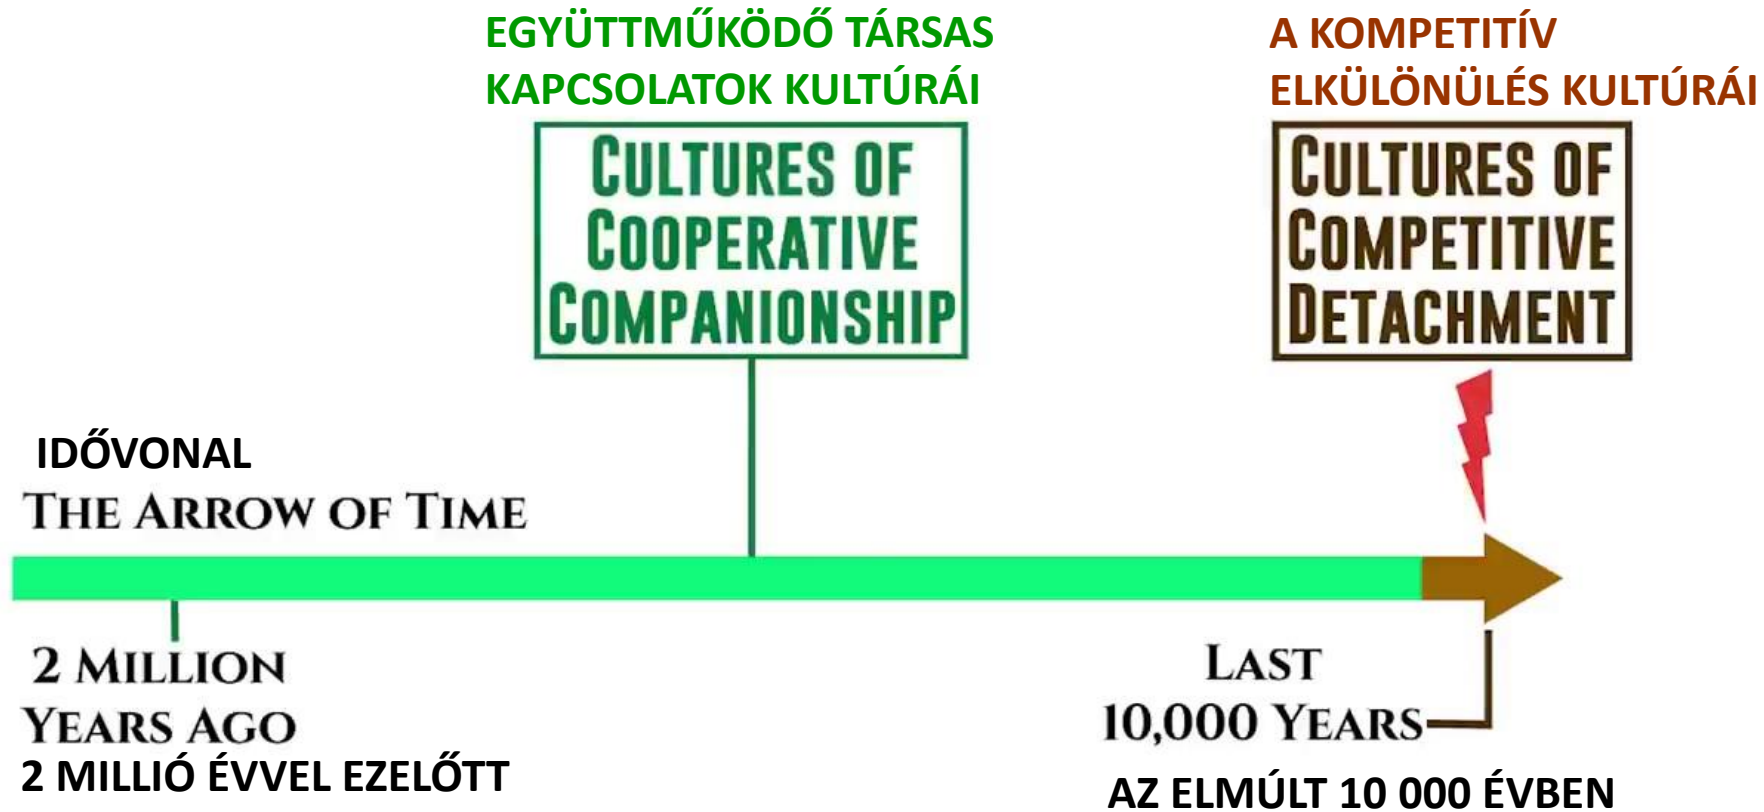 EGYÜTTMŰKÖDŐ TÁRSAS
KAPCSOLATOK KULTÚRÁI
CULTURES OF
COOPERATIVE
COMPANIONSHIP
A KOMPETITÍV
ELKÜLÖNÜLÉS KULTÚRÁI
CULTURES OF
COMPETITIVE
DETACHMENT
IDŐVONAL
THE ARROW OF TIME
2 MILLION
YEARS AGO
2 MILLIÓ ÉVVEL EZELŐTT
LAST
10,000 YEARS
AZ ELMÚLT 10 000 ÉVBEN